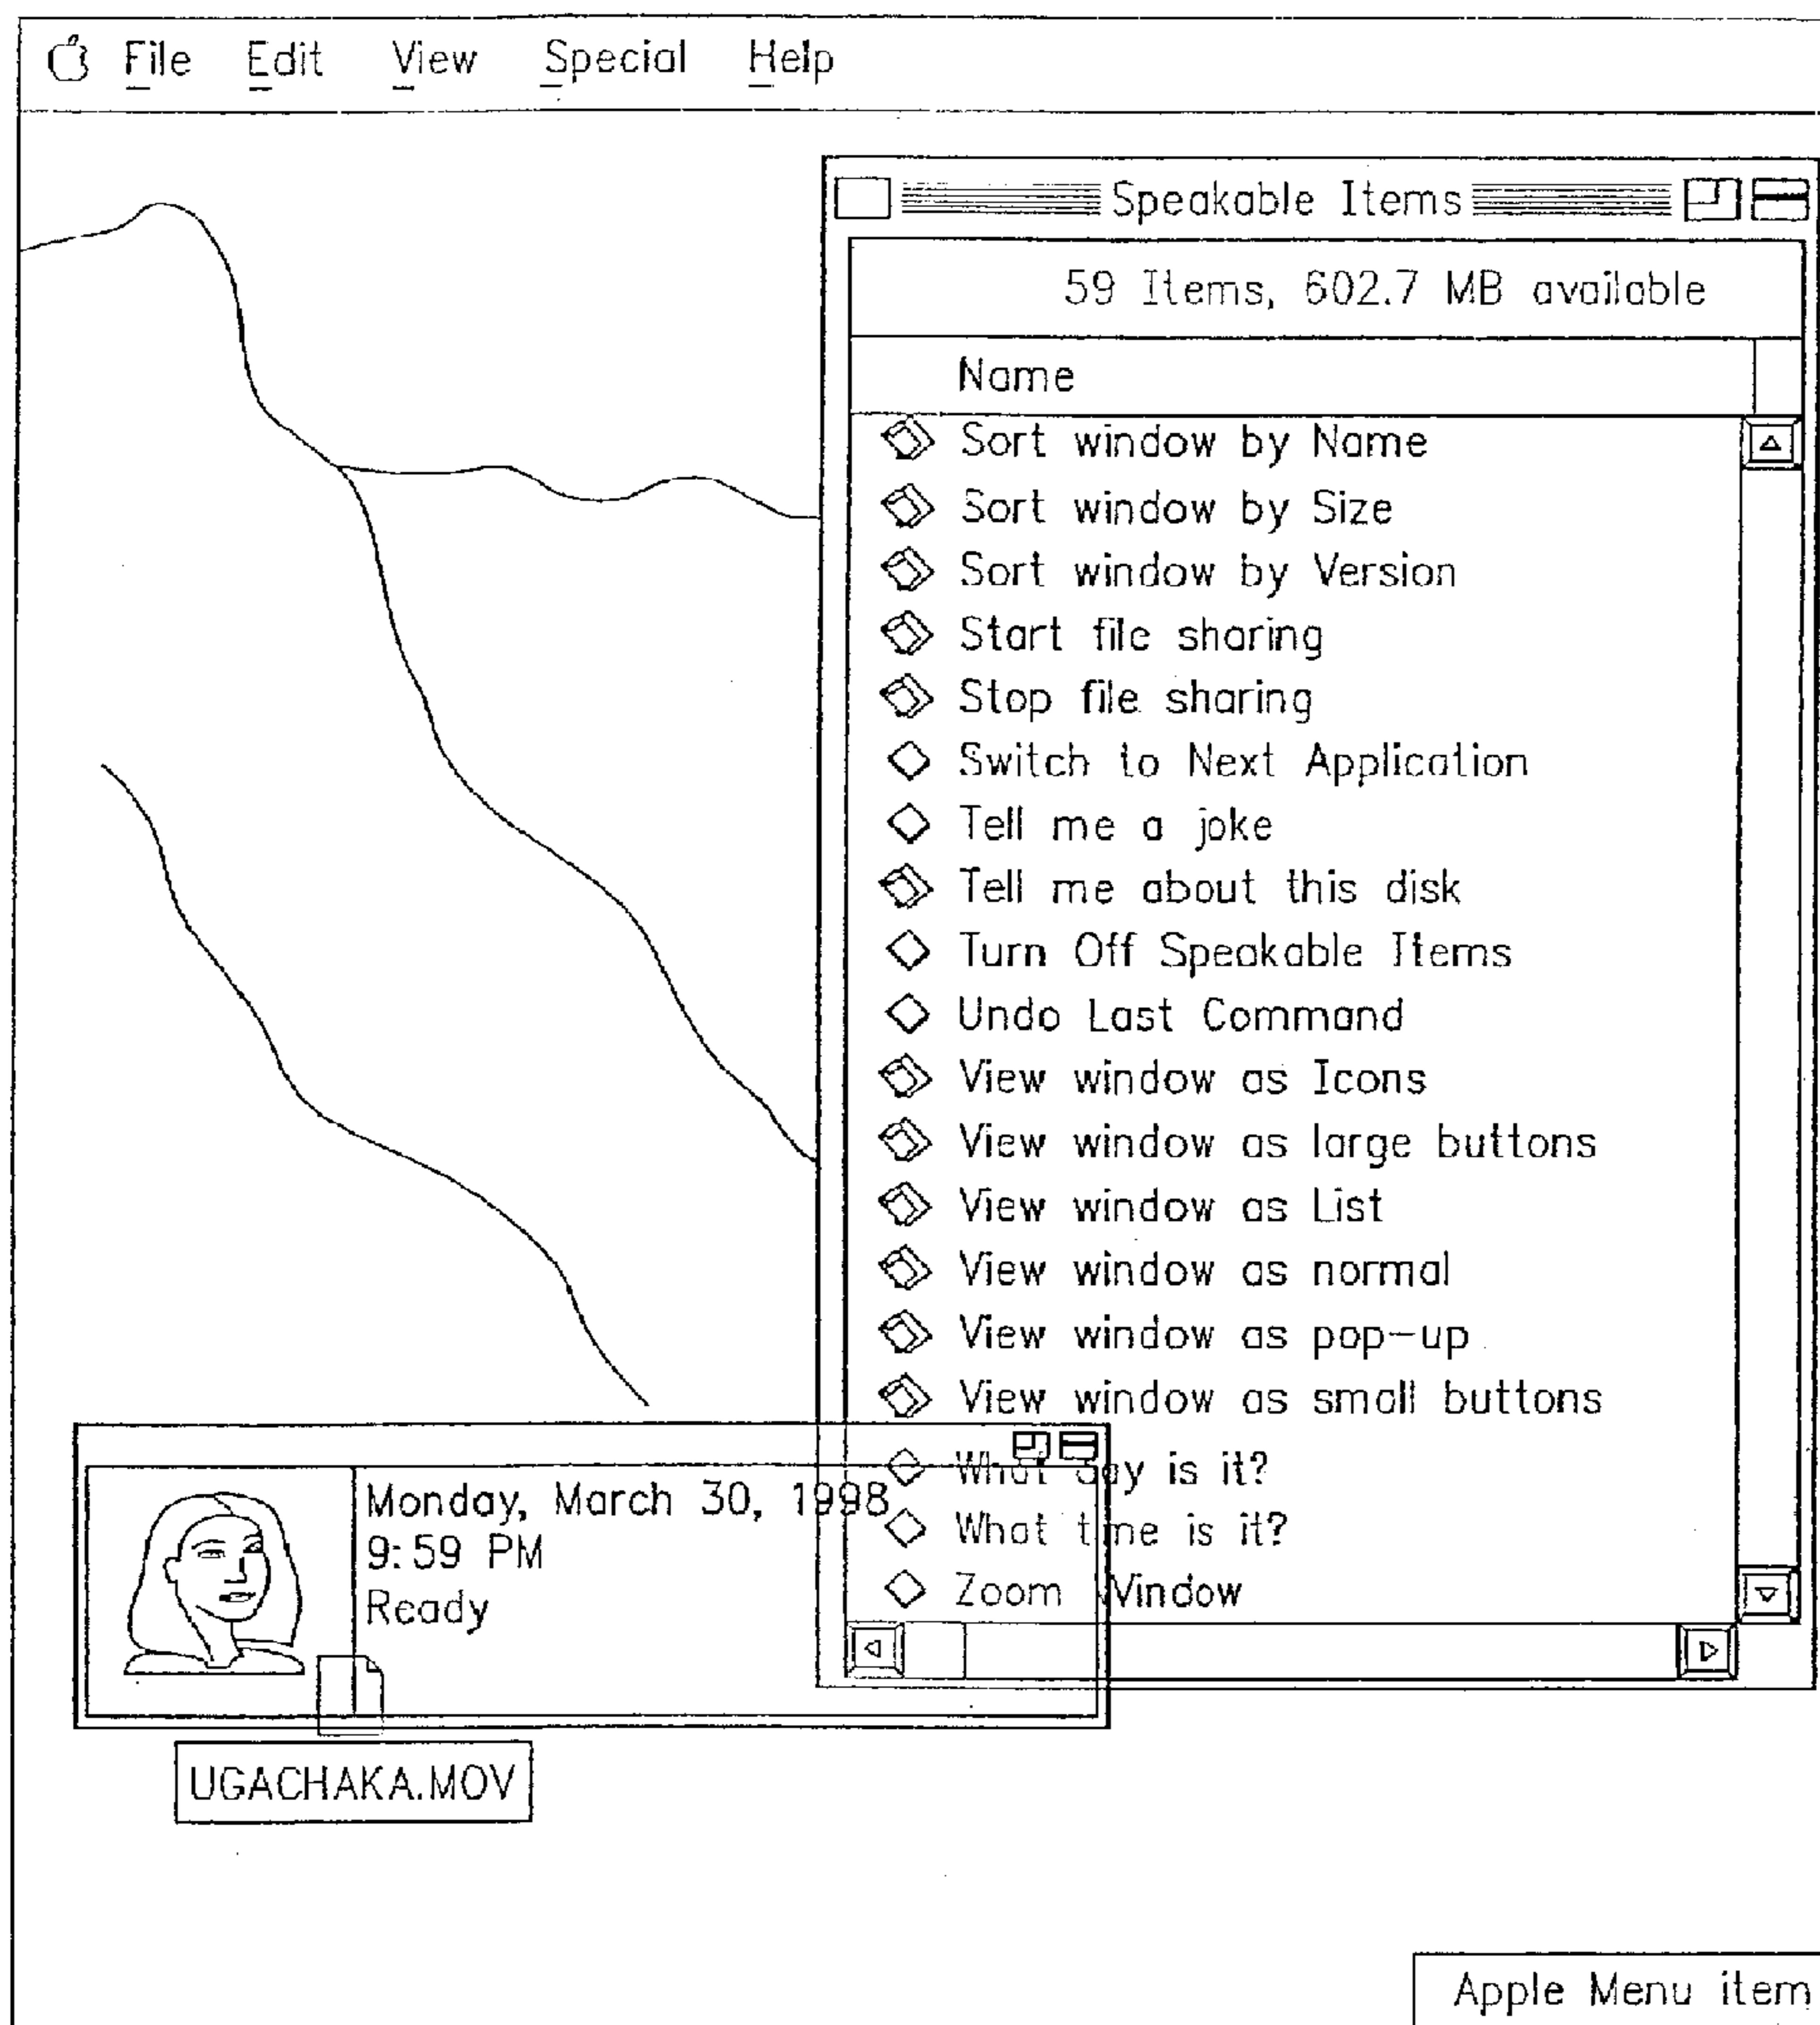 File Edit View Special Help
Speakable Items
59 Items, 602.7 MB available
Name
Sort window by Name
Sort window by Size
Sort window by Version
Start file sharing
Stop file sharing
Switch to Next Application
Tell me a joke
Tell me about this disk
Turn Off Speakable Items
Undo Last Command
View window as Icons
View window as large buttons
View window as List
View window as normal
View window as pop-up
View window as small buttons
What is it?
What is it?
Zoom Window
Monday, March 30, 1998
9:59 PM
Ready
UGACHAKA.MOV
Apple Menu item